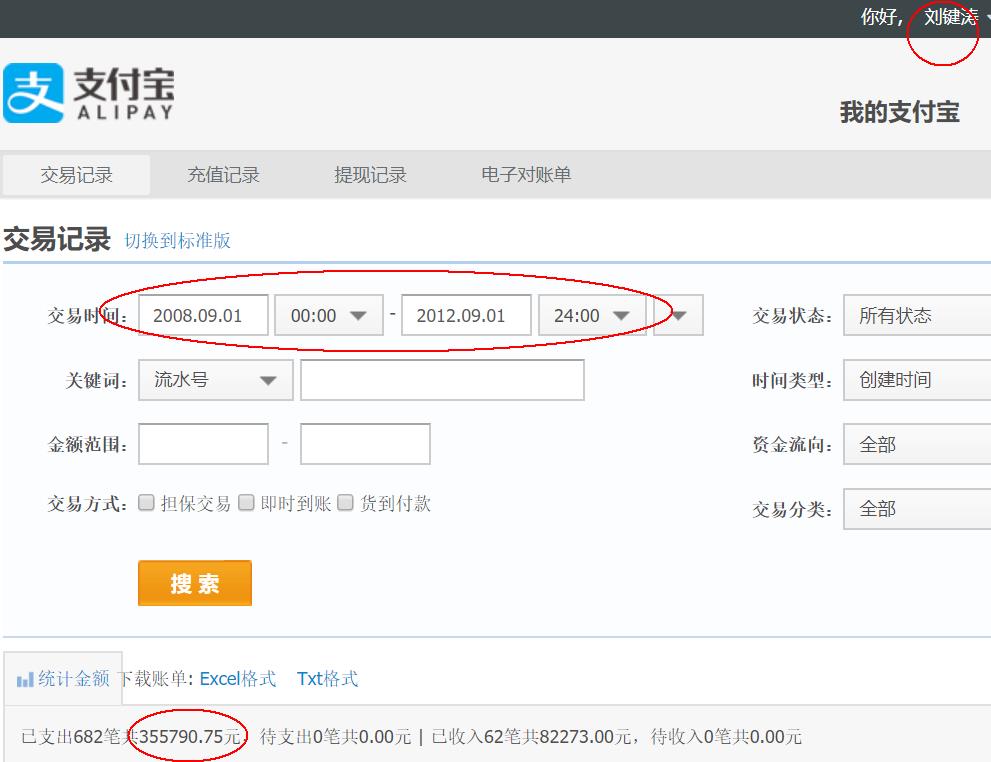 你好, 刘键涛
支付宝
ALIPAY
我的支付宝
交易记录 充值记录 提现记录 电子对账单
交易记录 切换到标准版
交易时间: 2008.09.01 00:00 - 2012.09.01 24:00 交易状态: 所有状态
关键词: 流水号 时间类型: 创建时间
金额范围: - 资金流向: 全部
交易方式: 担保交易 即时到账 货到付款 交易分类: 全部
搜索
统计金额 下载账单: Excel格式 Txt格式
已支出682笔共355790.75元, 待支出0笔共0.00元 | 已收入62笔共82273.00元, 待收入0笔共0.00元